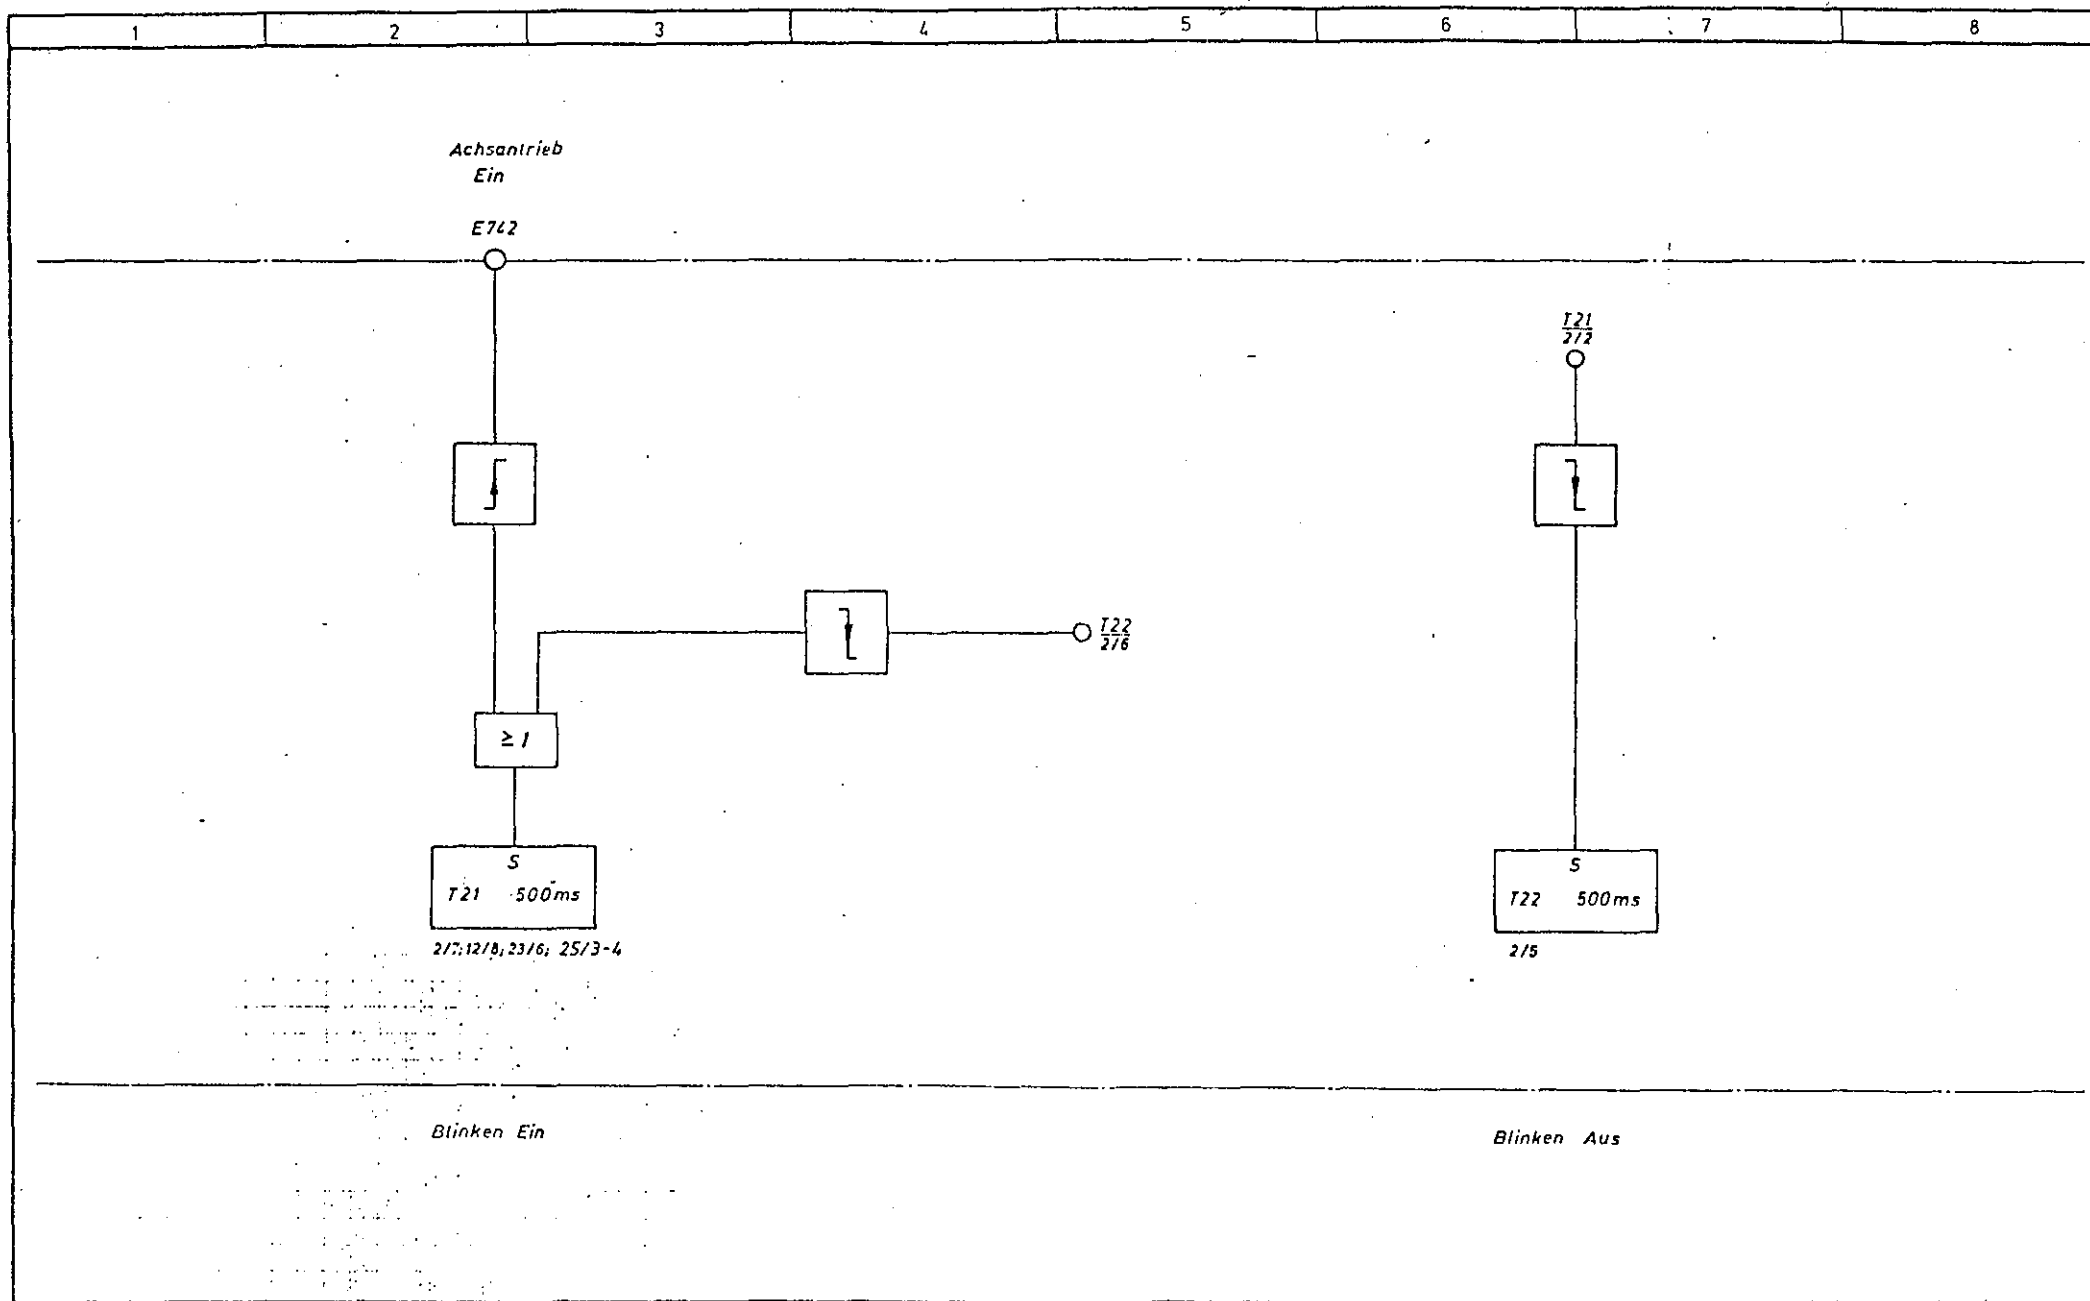 1 2 3 4 5 6 7 8
Achsantrieb
Ein
E742
T21
2/2
T22
2/6
≥1
S
T21 500ms
2/7; 12/8; 23/6; 25/3-4
S
T22 500ms
2/5
Blinken Ein
Blinken Aus